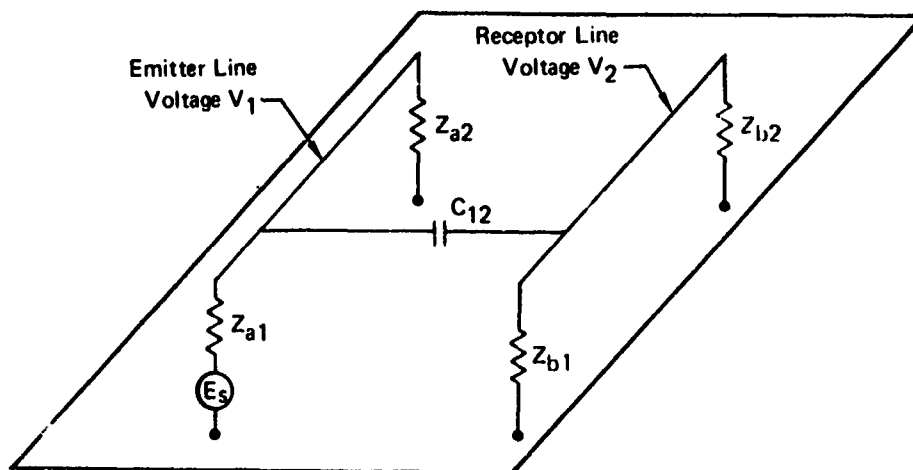 Emitter Line
Voltage V1
Receptor Line
Voltage V2
Za2
Zb2
C12
Za1
Zb1
Es